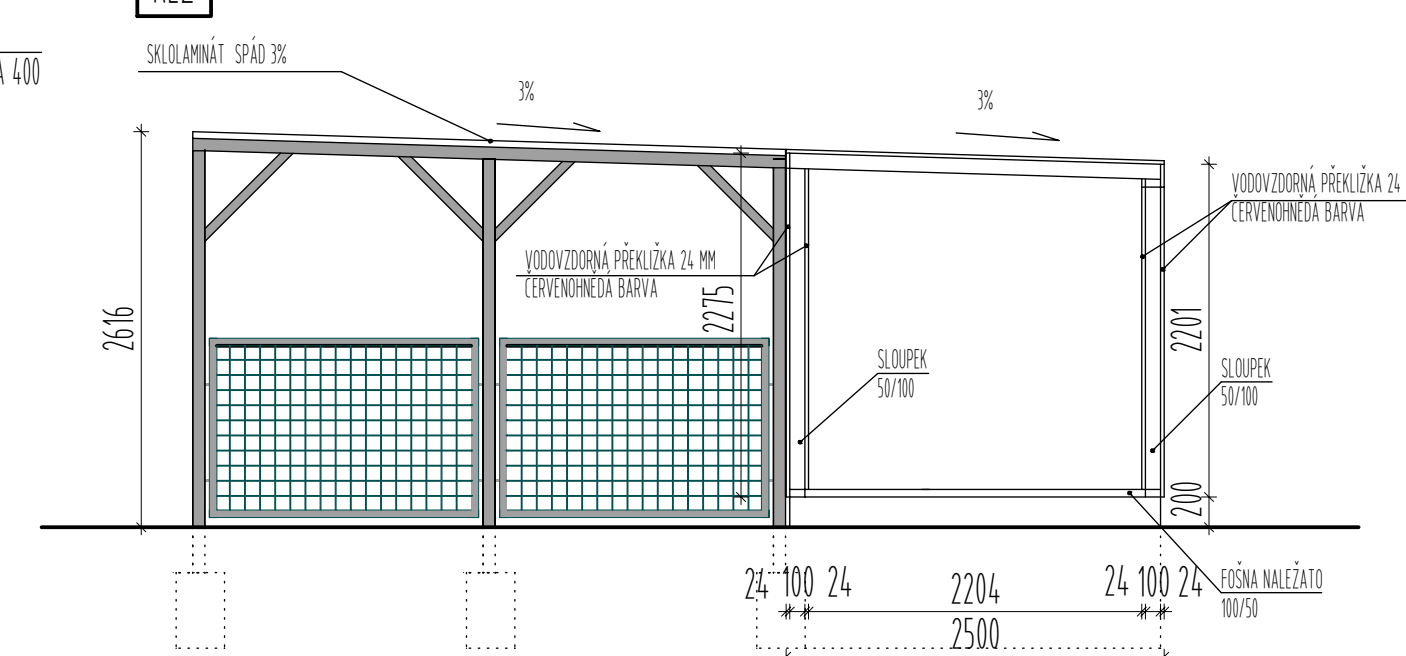 A 400
SKLOLAMINÁT SPÁD 3%
3%
3%
VODOVZDORNÁ PŘEKLIŽKA 24
ČERVENOHNĚDÁ BARVA
VODOVZDORNÁ PŘEKLIŽKA 24 MM
ČERVENOHNĚDÁ BARVA
2616
2275
2201
SLOUPEK
50/100
SLOUPEK
50/100
200
24 100 24
2204
24 100 24
FOŠNA NALEŽATO
100/50
2500